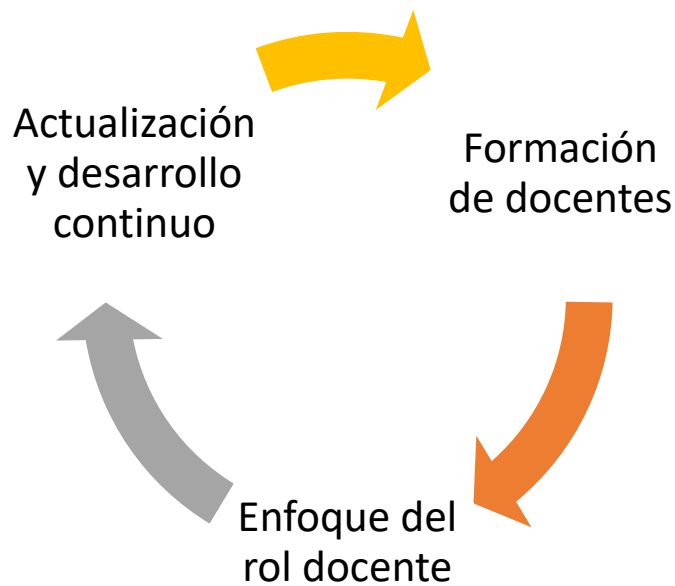 Actualización
y desarrollo
continuo
Formación
de docentes
Enfoque del
rol docente